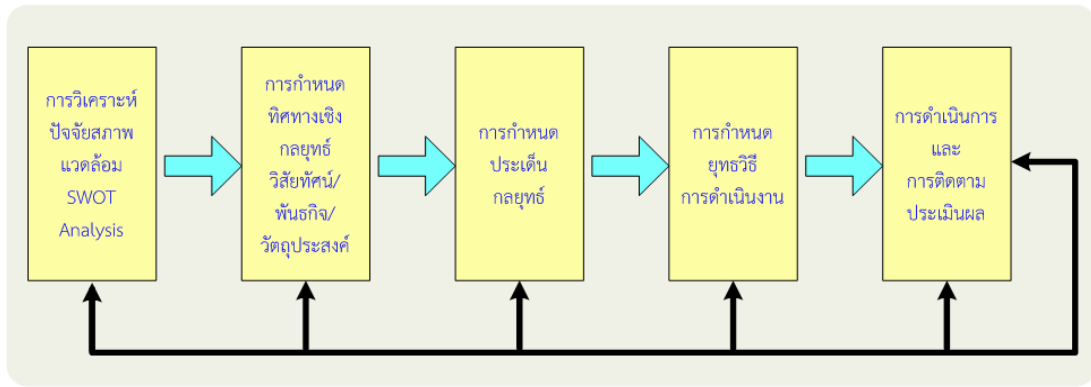 การวิเคราะห์
ปัจจัยสภาพ
แวดล้อม
SWOT
Analysis
การกำหนด
ทิศทางเชิง
กลยุทธ์
วิสัยทัศน์/
พันธกิจ/
วัตถุประสงค์
การกำหนด
ประเด็น
กลยุทธ์
การกำหนด
ยุทธวิธี
การดำเนินงาน
การดำเนินการ
และ
การติดตาม
ประเมินผล